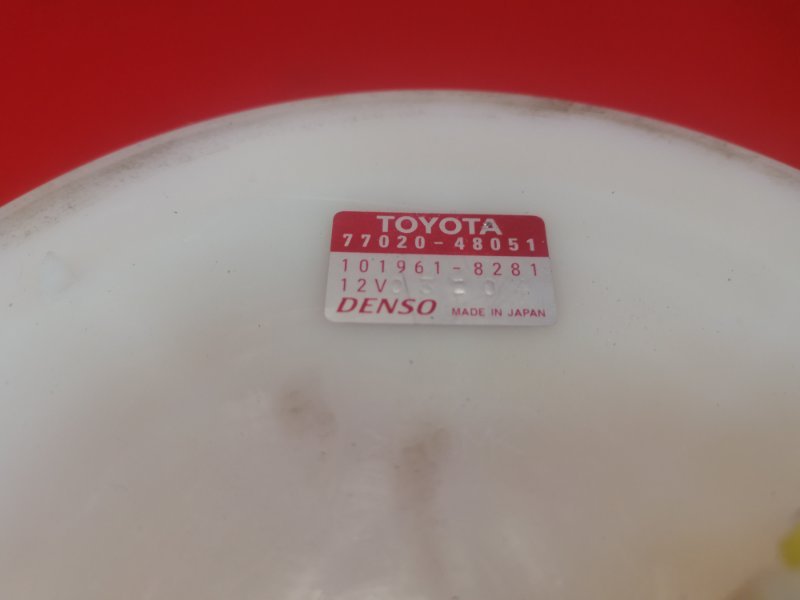 TOYOTA
77020-48051
101961-8281
12V
DENSO MADE IN JAPAN